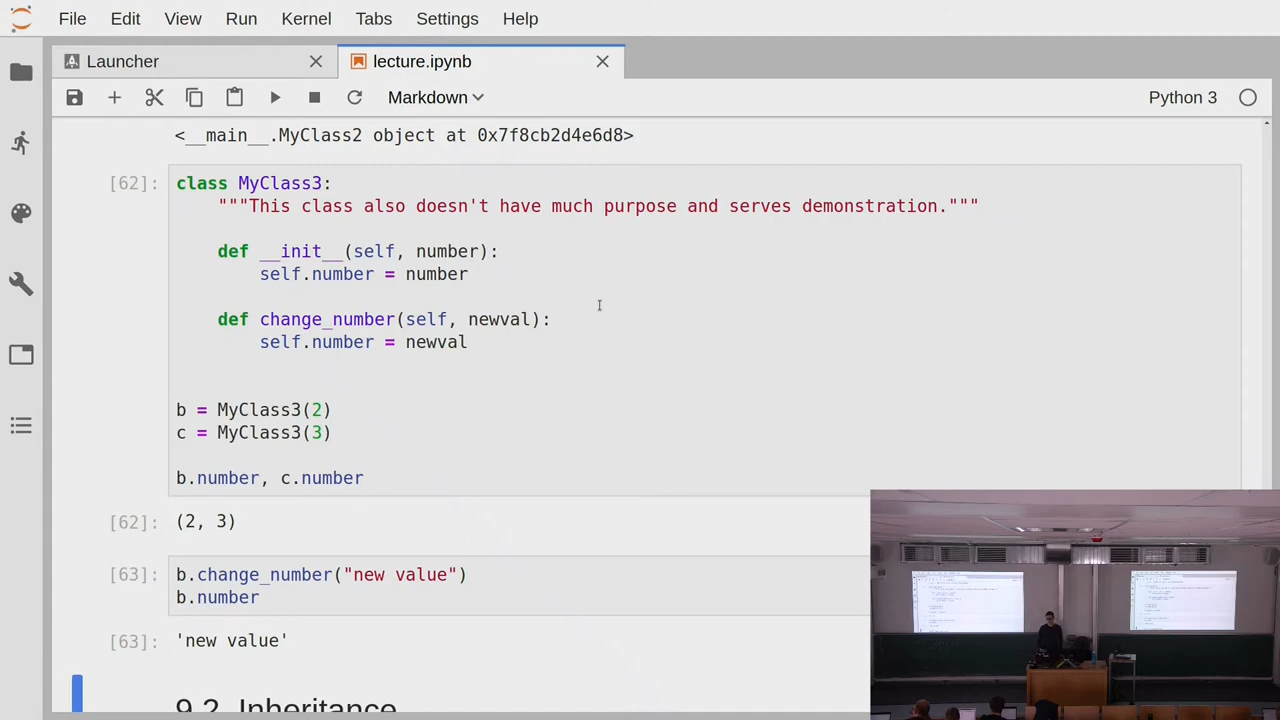 File Edit View Run Kernel Tabs Settings Help
Launcher
lecture.ipynb
Markdown
Python 3
<__main__.MyClass2 object at 0x7f8cb2d4e6d8>
[62]:
class MyClass3:
"""This class also doesn't have much purpose and serves demonstration."""
def __init__(self, number):
self.number = number
def change_number(self, newval):
self.number = newval
b = MyClass3(2)
c = MyClass3(3)
b.number, c.number
[62]:
(2, 3)
[63]:
b.change_number("new value")
b.number
[63]:
'new value'
9.2 Inheritance